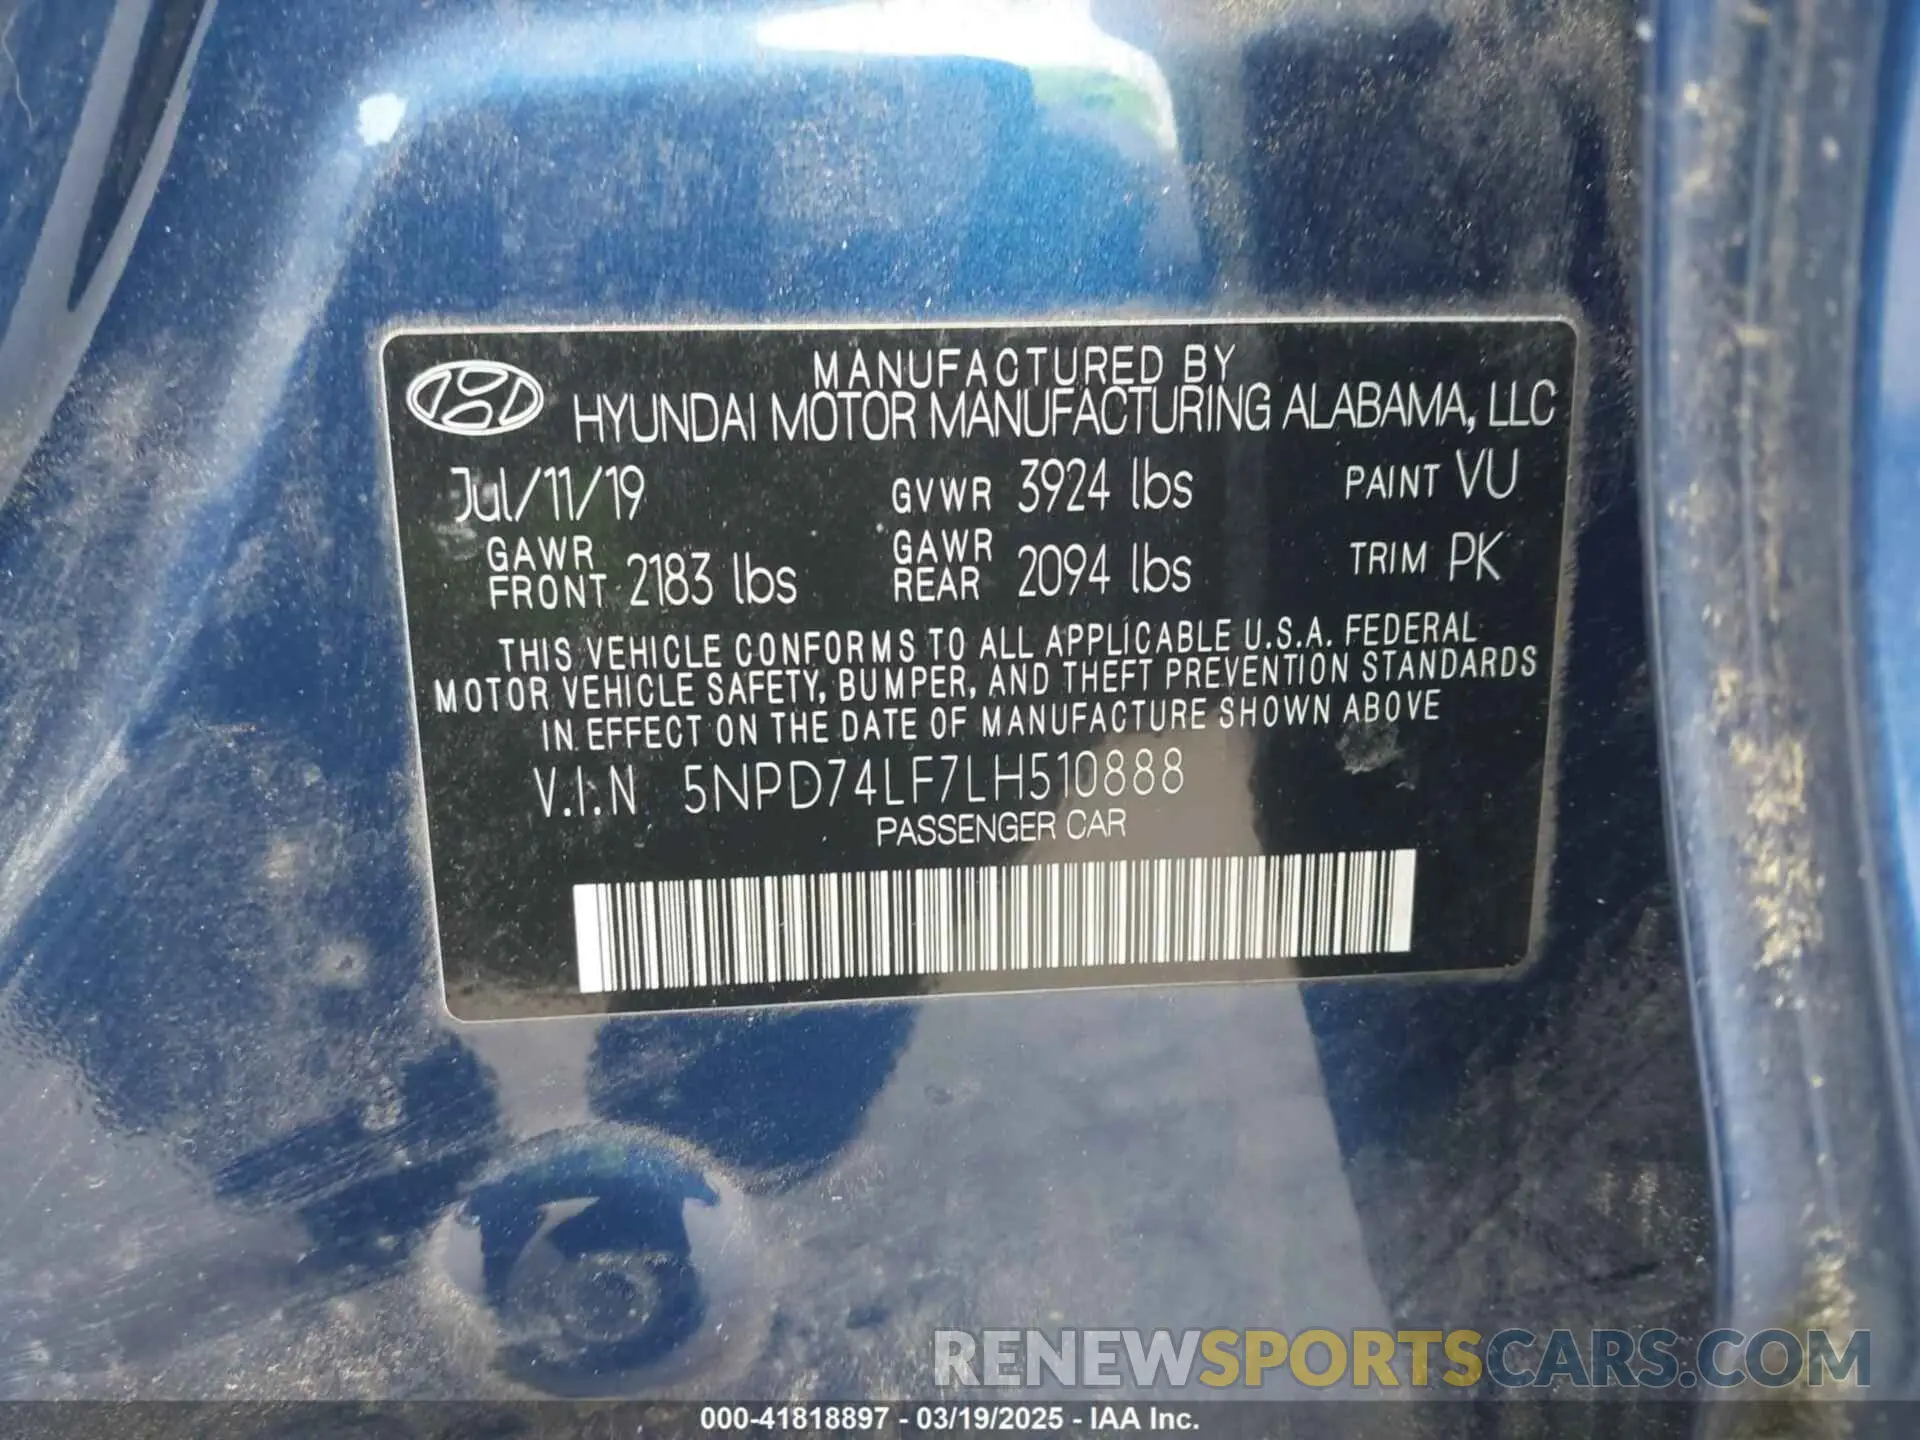 MANUFACTURED BY
HYUNDAI MOTOR MANUFACTURING ALABAMA, LLC
Jul/11/19 GVWR 3924 lbs PAINT VU
GAWR FRONT 2183 lbs GAWR REAR 2094 lbs TRIM PK
THIS VEHICLE CONFORMS TO ALL APPLICABLE U.S.A. FEDERAL
MOTOR VEHICLE SAFETY, BUMPER, AND THEFT PREVENTION STANDARDS
IN EFFECT ON THE DATE OF MANUFACTURE SHOWN ABOVE
V.I.N 5NPD74LF7LH510888
PASSENGER CAR
RENEWSPORTSCARS.COM
000-41818897 - 03/19/2025 - IAA Inc.